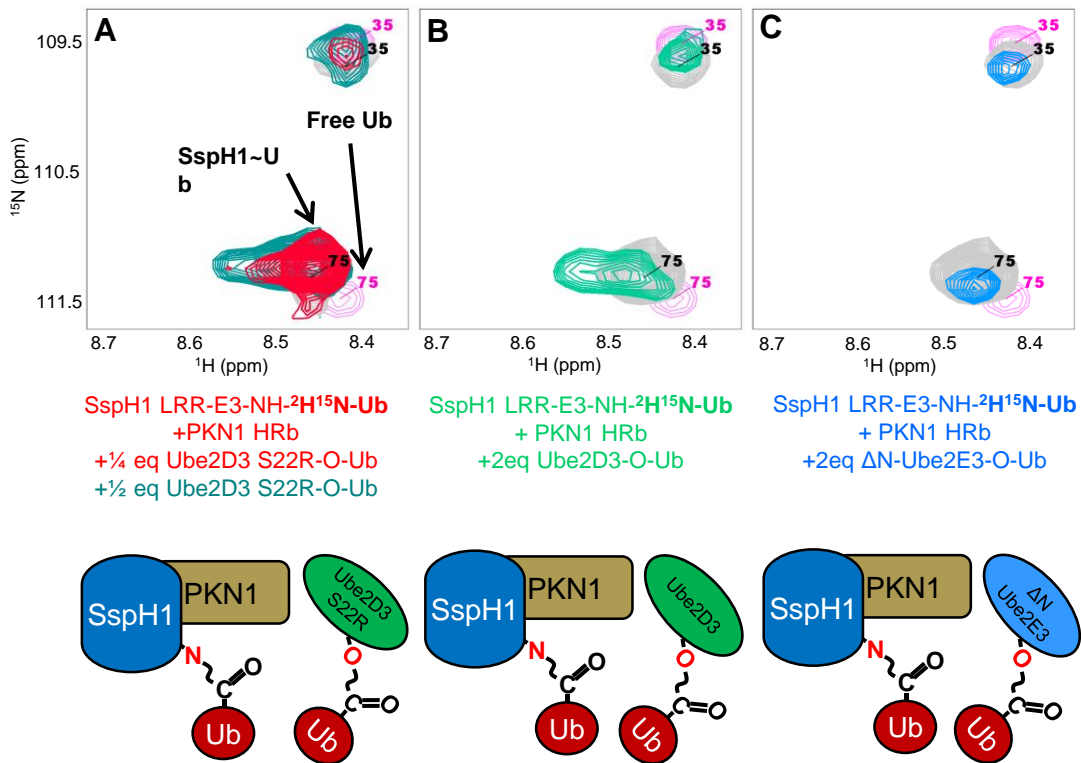 A
B
C
109.5
110.5
111.5
¹⁵N (ppm)
35
35
Free Ub
SspH1~U
b
75
75
8.7 8.6 8.5 8.4
¹H (ppm)
35
35
75
75
8.7 8.6 8.5 8.4
¹H (ppm)
35
35
75
75
8.7 8.6 8.5 8.4
¹H (ppm)
SspH1 LRR-E3-NH-²H¹⁵N-Ub
+PKN1 HRb
+¼ eq Ube2D3 S22R-O-Ub
+½ eq Ube2D3 S22R-O-Ub
SspH1 LRR-E3-NH-²H¹⁵N-Ub
+ PKN1 HRb
+2eq Ube2D3-O-Ub
SspH1 LRR-E3-NH-²H¹⁵N-Ub
+ PKN1 HRb
+2eq ΔN-Ube2E3-O-Ub
SspH1
PKN1
N
C
O
Ub
Ube2D3
S22R
O
C
O
Ub
SspH1
PKN1
N
C
O
Ub
Ube2D3
O
C
O
Ub
SspH1
PKN1
N
C
O
Ub
ΔN
Ube2E3
O
C
O
Ub